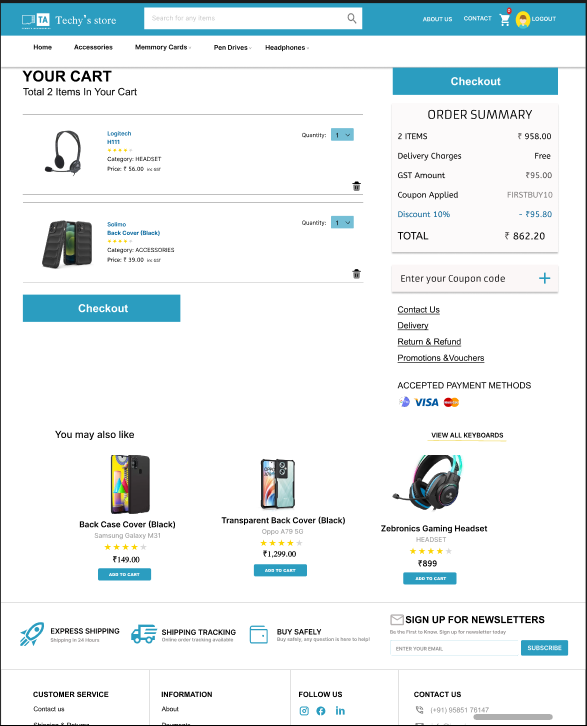 TA Techy's store
Search for any items
ABOUT US
CONTACT
LOGOUT
Home
Accessories
Memmory Cards
Pen Drives
Headphones
YOUR CART
Total 2 Items In Your Cart
Logitech
H111
Category: HEADSET
Price: ₹ 56.00 Inc GST
Quantity: 1
Solimo
Back Cover (Black)
Category: ACCESSORIES
Price: ₹ 39.00 Inc GST
Quantity: 1
Checkout
Checkout
ORDER SUMMARY
2 ITEMS ₹ 958.00
Delivery Charges Free
GST Amount ₹95.00
Coupon Applied FIRSTBUY10
Discount 10% - ₹95.80
TOTAL ₹ 862.20
Enter your Coupon code +
Contact Us
Delivery
Return & Refund
Promotions &Vouchers
ACCEPTED PAYMENT METHODS
VISA
You may also like
VIEW ALL KEYBOARDS
Back Case Cover (Black)
Samsung Galaxy M31
₹149.00
ADD TO CART
Transparent Back Cover (Black)
Oppo A79 5G
₹1,299.00
ADD TO CART
Zebronics Gaming Headset
HEADSET
₹899
ADD TO CART
EXPRESS SHIPPING
Shipping in 24 Hours
SHIPPING TRACKING
Online order tracking available
BUY SAFELY
Buy safely, any question is here to help!
SIGN UP FOR NEWSLETTERS
Be the First to Know. Sign up for newsletter today
ENTER YOUR EMAIL
SUBSCRIBE
CUSTOMER SERVICE
Contact us
INFORMATION
About
FOLLOW US
CONTACT US
(+91) 95851 76147